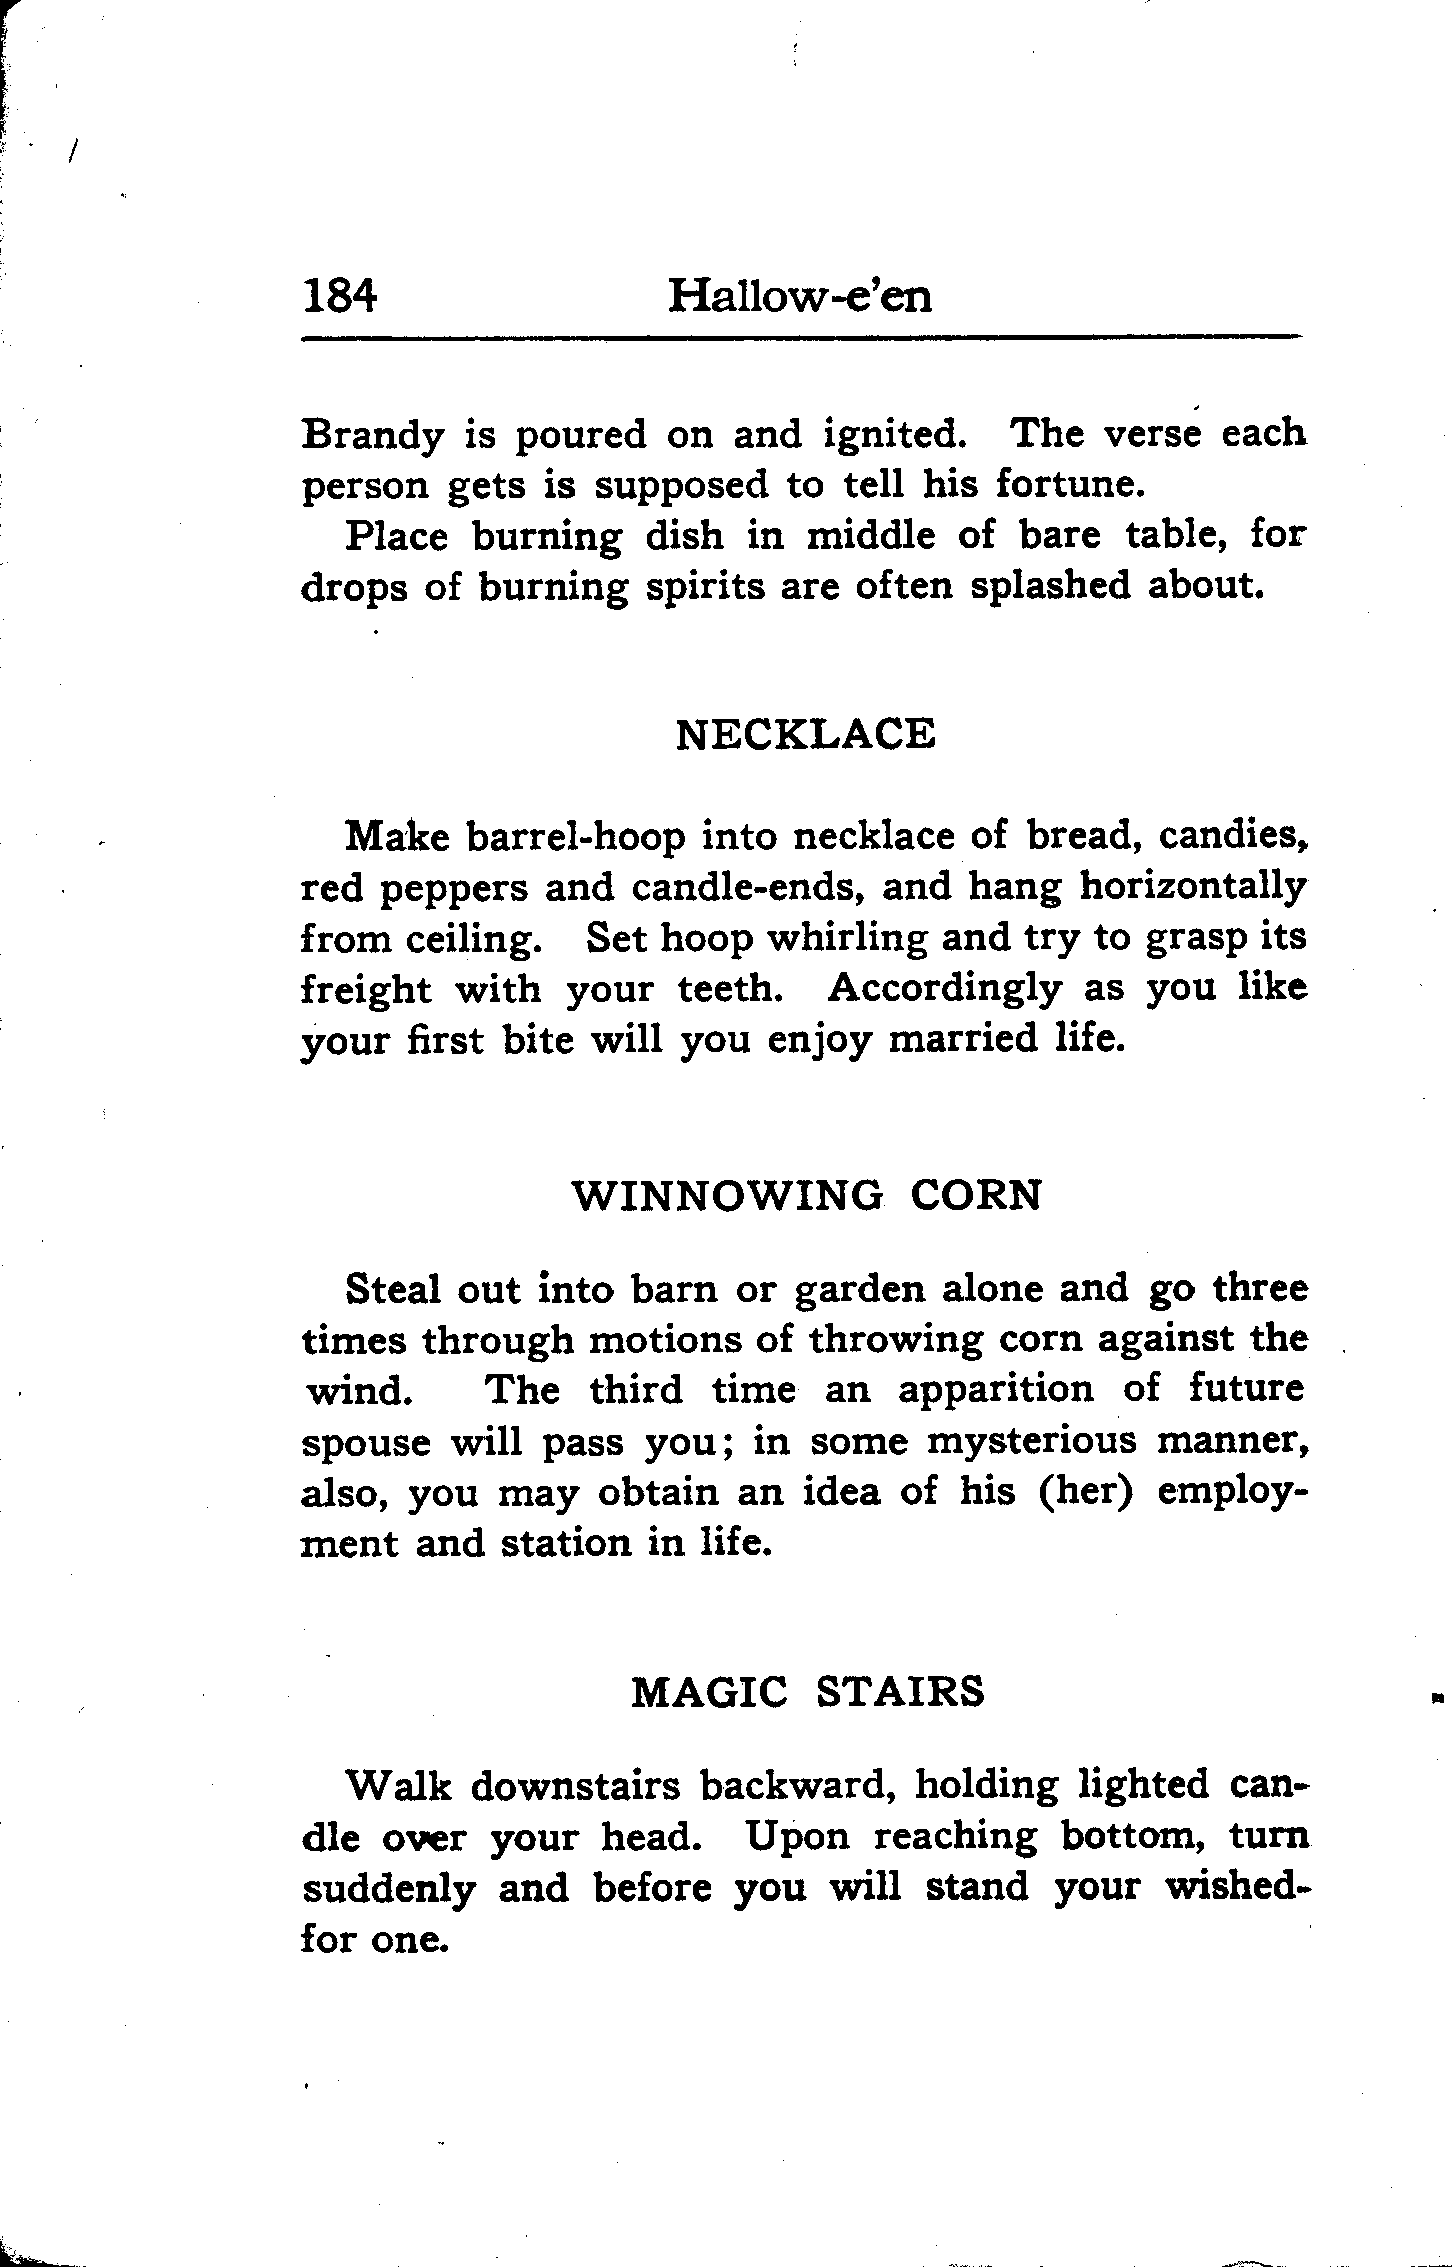 184 Hallow-e'en
Brandy is poured on and ignited. The verse each
person gets is supposed to tell his fortune.
Place burning dish in middle of bare table, for
drops of burning spirits are often splashed about.
NECKLACE
Make barrel-hoop into necklace of bread, candies,
red peppers and candle-ends, and hang horizontally
from ceiling. Set hoop whirling and try to grasp its
freight with your teeth. Accordingly as you like
your first bite will you enjoy married life.
WINNOWING CORN
Steal out into barn or garden alone and go three
times through motions of throwing corn against the
wind. The third time an apparition of future
spouse will pass you; in some mysterious manner,
also, you may obtain an idea of his (her) employ-
ment and station in life.
MAGIC STAIRS
Walk downstairs backward, holding lighted can-
dle over your head. Upon reaching bottom, turn
suddenly and before you will stand your wished-
for one.